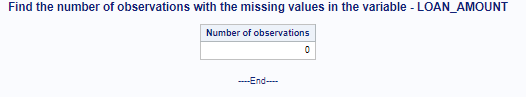 Find the number of observations with the missing values in the variable - LOAN_AMOUNT
Number of observations
0
----End----